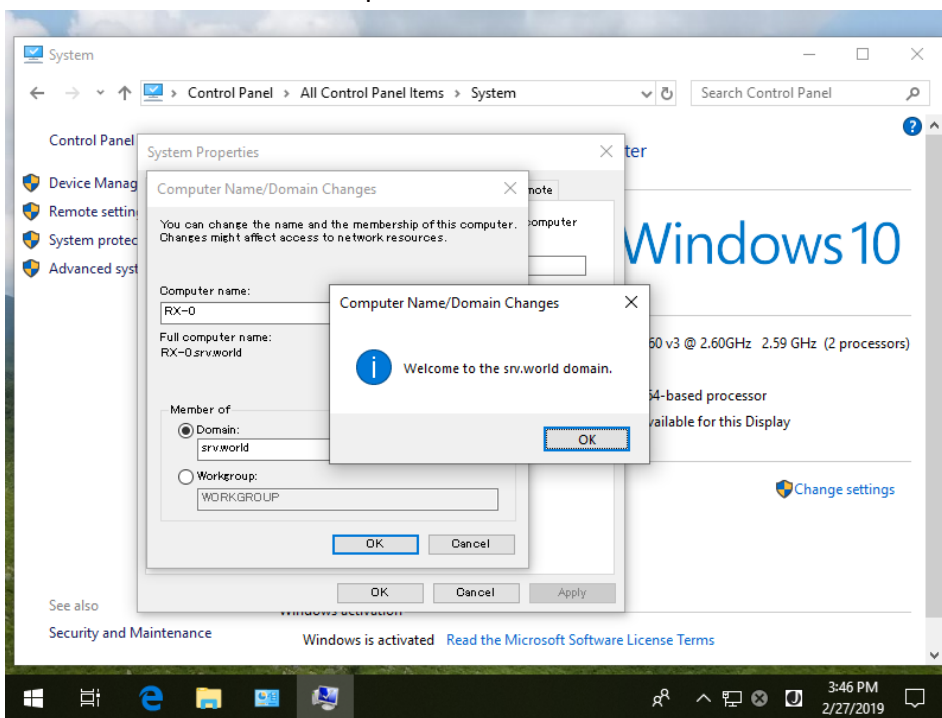 System
Control Panel > All Control Panel Items > System
Search Control Panel
Control Panel
?
Device Manag
Remote settin
System protec
Advanced syst
System Properties
ter
note
omputer
Windows 10
Computer Name/Domain Changes
You can change the name and the membership of this computer.
Changes might affect access to network resources.
Computer name:
RX-0
Full computer name:
RX-0.srv.world
Member of
Domain:
srv.world
Workgroup:
WORKGROUP
OK Cancel
Computer Name/Domain Changes
Welcome to the srv.world domain.
OK
60 v3 @ 2.60GHz 2.59 GHz (2 processors)
64-based processor
vailable for this Display
Change settings
OK Cancel Apply
See also
Security and Maintenance
Windows activation
Windows is activated Read the Microsoft Software License Terms
3:46 PM
2/27/2019